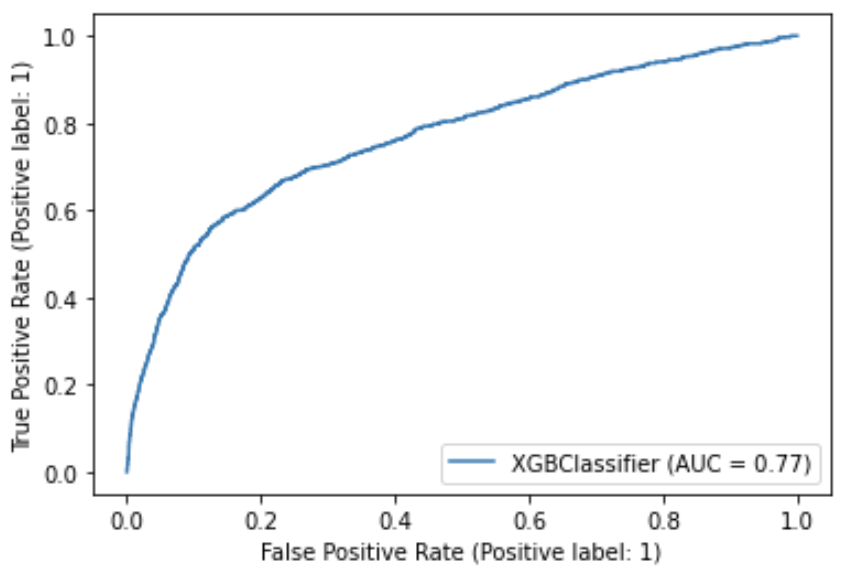 1.0
0.8
0.6
0.4
0.2
0.0
True Positive Rate (Positive label: 1)
XGBClassifier (AUC = 0.77)
0.0 0.2 0.4 0.6 0.8 1.0
False Positive Rate (Positive label: 1)